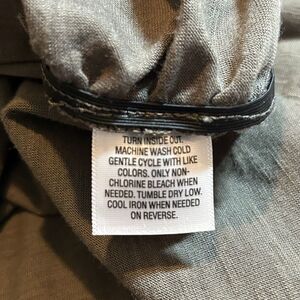 TURN INSIDE OUT.
MACHINE WASH COLD
GENTLE CYCLE WITH LIKE
COLORS. ONLY NON-
CHLORINE BLEACH WHEN
NEEDED. TUMBLE DRY LOW.
COOL IRON WHEN NEEDED
ON REVERSE.